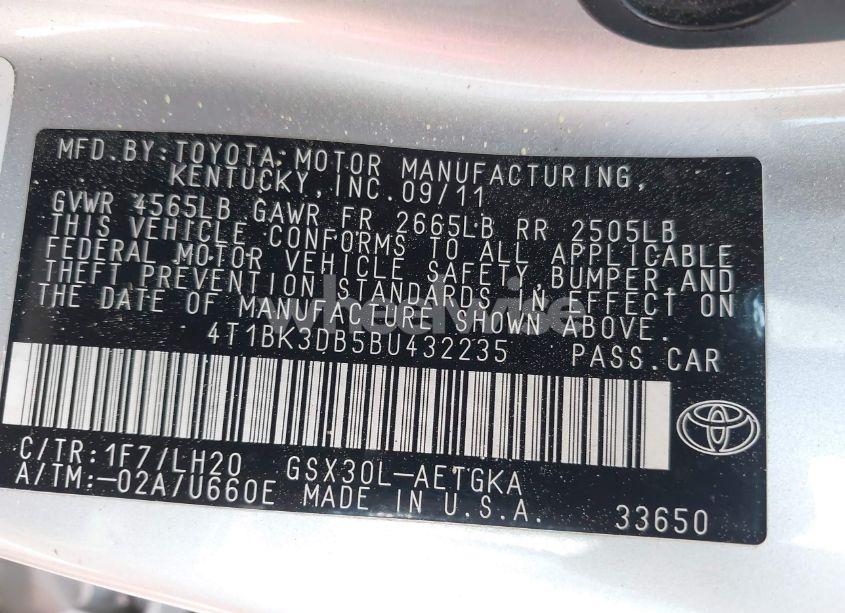 MFD.BY:TOYOTA MOTOR MANUFACTURING,
KENTUCKY, INC. 09/11
GVWR 4565LB GAWR FR 2665LB RR 2505LB
THIS VEHICLE CONFORMS TO ALL APPLICABLE
FEDERAL MOTOR VEHICLE SAFETY, BUMPER, AND
THEFT PREVENTION STANDARDS IN EFFECT ON
THE DATE OF MANUFACTURE SHOWN ABOVE.
wheelwise
4T1BK3DB5BU432235 PASS.CAR
C/TR:1F7/LH20 GSX30L-AETGKA
A/TM:-02A/U660E MADE IN U.S.A. 33650